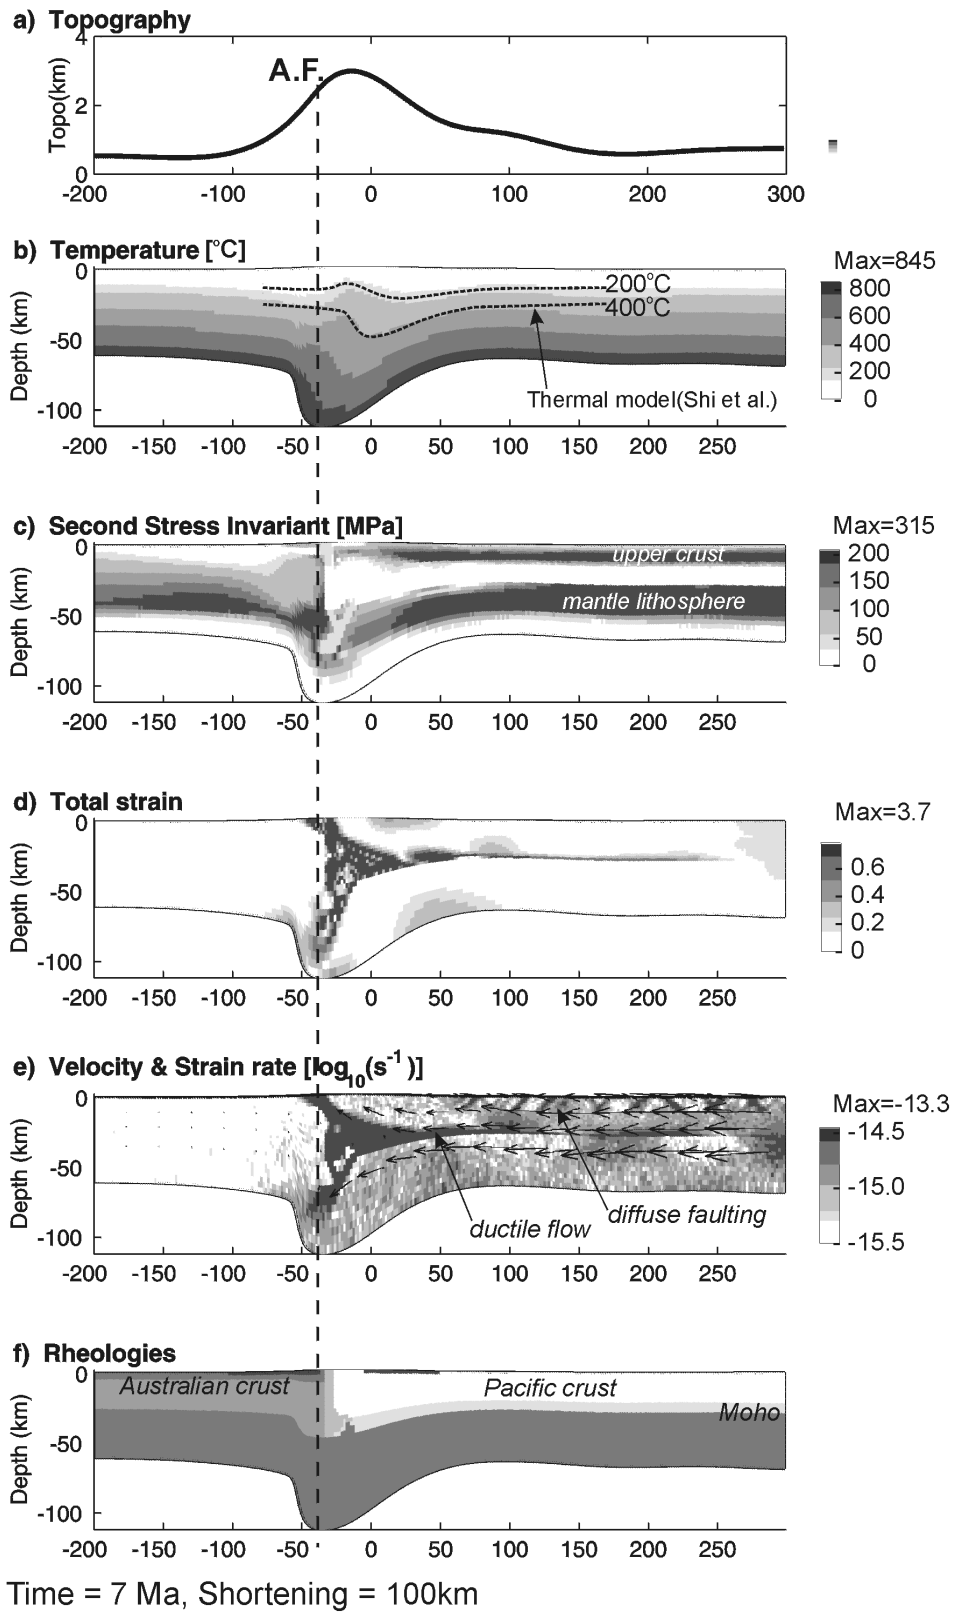 a) Topography
4
A.F.
Topo(km)
2
0
-200 -100 0 100 200 300
b) Temperature [°C]
Max=845
0
200°C
400°C
800
600
400
200
0
Depth (km)
-50
Thermal model(Shi et al.)
-100
-200 -150 -100 -50 0 50 100 150 200 250
c) Second Stress Invariant [MPa]
Max=315
0
upper crust
200
150
100
50
0
Depth (km)
-50
mantle lithosphere
-100
-200 -150 -100 -50 0 50 100 150 200 250
d) Total strain
Max=3.7
0
0.6
0.4
0.2
0
Depth (km)
-50
-100
-200 -150 -100 -50 0 50 100 150 200 250
e) Velocity & Strain rate [log10(s-1)]
Max=-13.3
0
-14.5
-15.0
-15.5
Depth (km)
-50
ductile flow
diffuse faulting
-100
-200 -150 -100 -50 0 50 100 150 200 250
f) Rheologies
0
Australian crust
Pacific crust
Moho
Depth (km)
-50
-100
-200 -150 -100 -50 0 50 100 150 200 250
Time = 7 Ma, Shortening = 100km